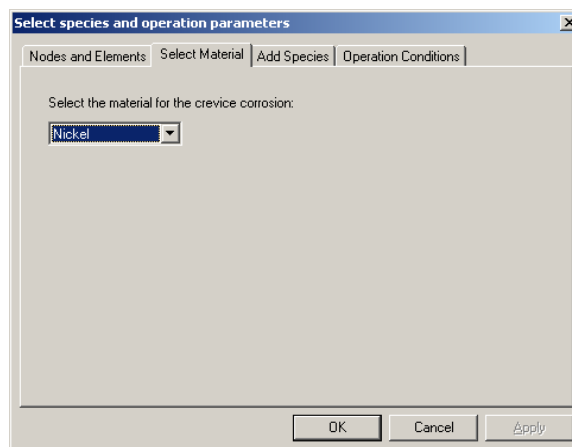 Select species and operation parameters
Nodes and Elements Select Material Add Species Operation Conditions
Select the material for the crevice corrosion:
Nickel
OK Cancel Apply